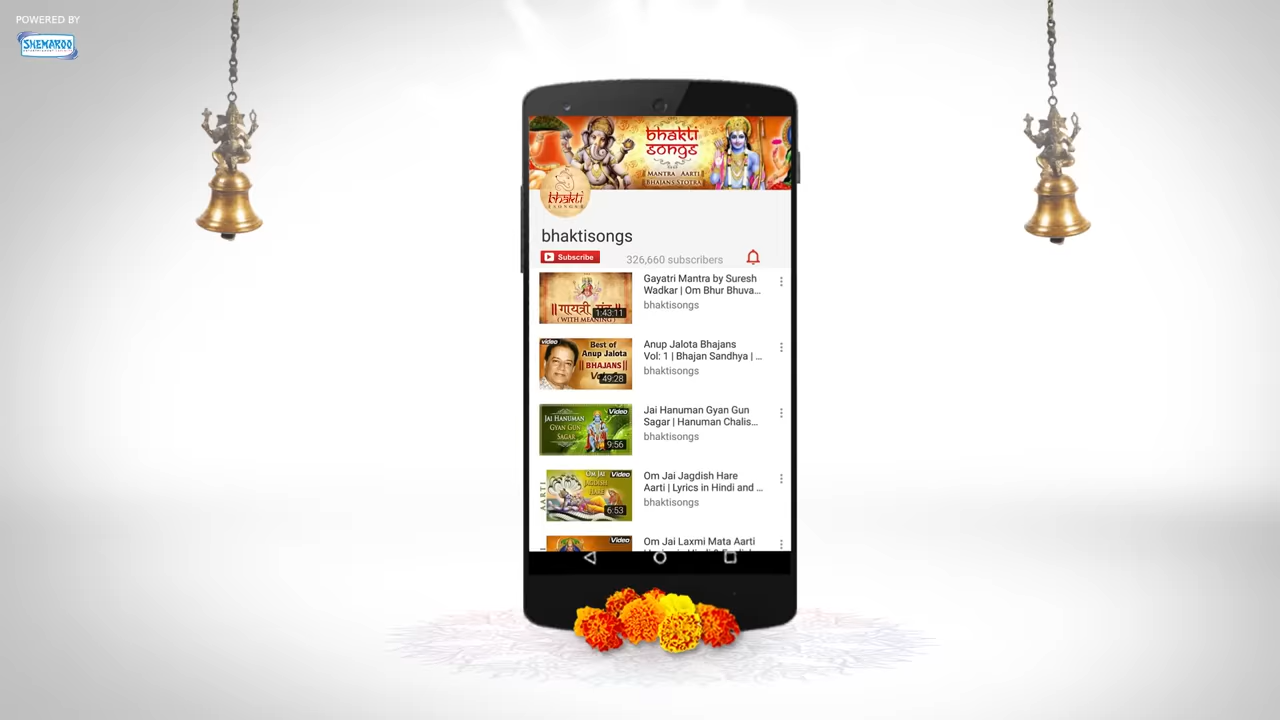 POWERED BY
SHEMAROO
bhakti
songs
MANTRA AARTI
BHAJANS STOTRA
bhakti
SONGS
bhaktisongs
Subscribe
326,660 subscribers
Gayatri Mantra by Suresh
Wadkar | Om Bhur Bhuva...
bhaktisongs
|| गायत्री मंत्र ||
1:43:11
( WITH MEANING )
Anup Jalota Bhajans
Vol: 1 | Bhajan Sandhya | ...
bhaktisongs
Video
Best of
Anup Jalota
|| BHAJANS ||
49:28
Jai Hanuman Gyan Gun
Sagar | Hanuman Chalis...
bhaktisongs
Video
JAI HANUMAN
GYAN GUN
SAGAR
9:56
Om Jai Jagdish Hare
Aarti | Lyrics in Hindi and ...
bhaktisongs
AARTI
Video
OM JAI
JAGDISH
HARE
6:53
Om Jai Laxmi Mata Aarti
Video